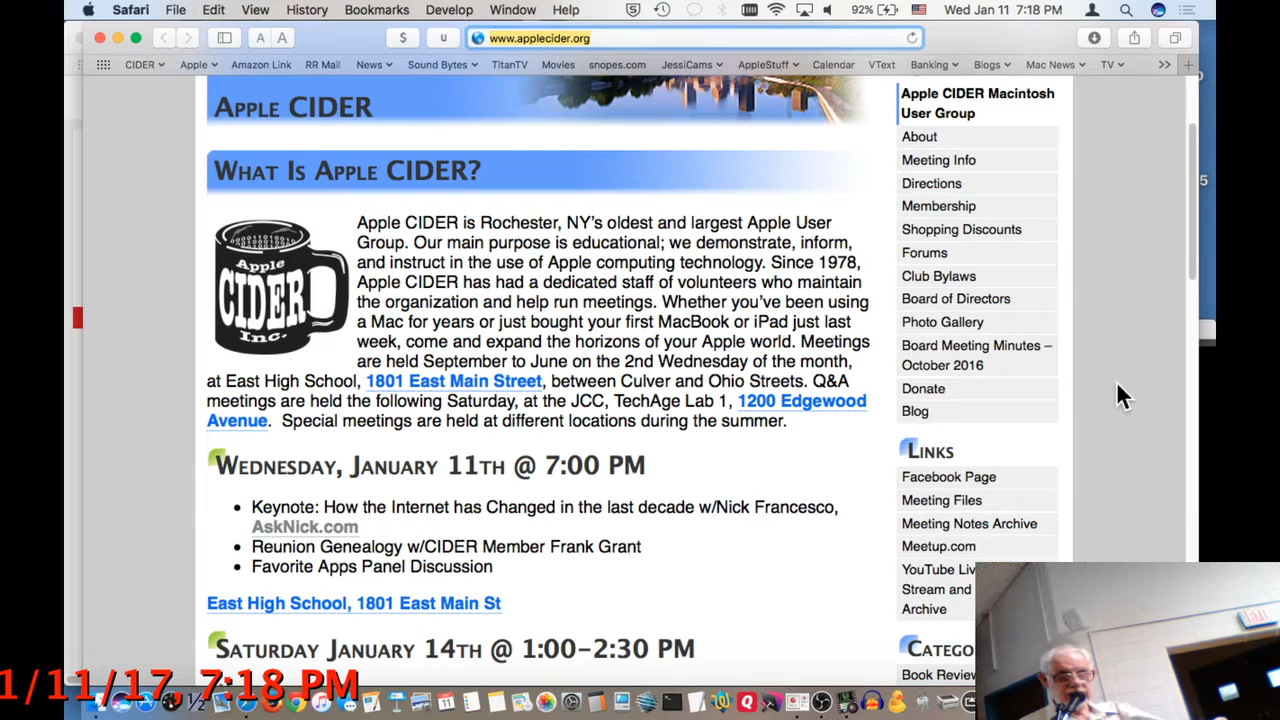 Safari File Edit View History Bookmarks Develop Window Help 92% Wed Jan 11 7:18 PM
A A $ u www.applecider.org
CIDER Apple Amazon Link RR Mail News Sound Bytes TitanTV Movies snopes.com JessiCams AppleStuff Calendar VText Banking Blogs Mac News TV >> +
Apple CIDER
What Is Apple CIDER?
Apple
CIDER
Inc.
Apple CIDER is Rochester, NY's oldest and largest Apple User
Group. Our main purpose is educational; we demonstrate, inform,
and instruct in the use of Apple computing technology. Since 1978,
Apple CIDER has had a dedicated staff of volunteers who maintain
the organization and help run meetings. Whether you've been using
a Mac for years or just bought your first MacBook or iPad just last
week, come and expand the horizons of your Apple world. Meetings
are held September to June on the 2nd Wednesday of the month,
at East High School, 1801 East Main Street, between Culver and Ohio Streets. Q&A
meetings are held the following Saturday, at the JCC, TechAge Lab 1, 1200 Edgewood
Avenue. Special meetings are held at different locations during the summer.
Wednesday, January 11th @ 7:00 PM
• Keynote: How the Internet has Changed in the last decade w/Nick Francesco,
AskNick.com
• Reunion Genealogy w/CIDER Member Frank Grant
• Favorite Apps Panel Discussion
East High School, 1801 East Main St
Saturday January 14th @ 1:00-2:30 PM
Apple CIDER Macintosh
User Group
About
Meeting Info
Directions
Membership
Shopping Discounts
Forums
Club Bylaws
Board of Directors
Photo Gallery
Board Meeting Minutes –
October 2016
Donate
Blog
Links
Facebook Page
Meeting Files
Meeting Notes Archive
Meetup.com
YouTube
Stream and
Archive
Book
1/11/17 7:18 PM